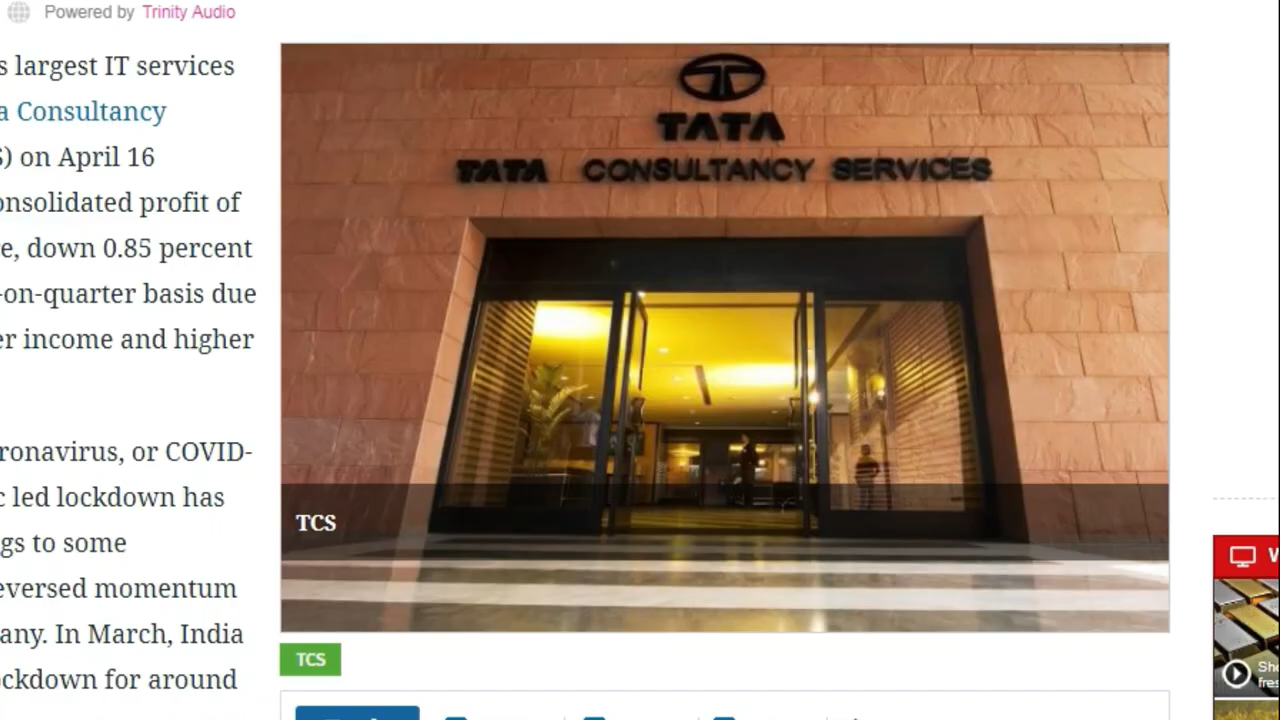 Powered by Trinity Audio
s largest IT services
a Consultancy
S) on April 16
onsolidated profit of
e, down 0.85 percent
-on-quarter basis due
er income and higher
ronavirus, or COVID-
c led lockdown has
gs to some
eversed momentum
any. In March, India
ockdown for around
TATA
TATA CONSULTANCY SERVICES
TCS
TCS